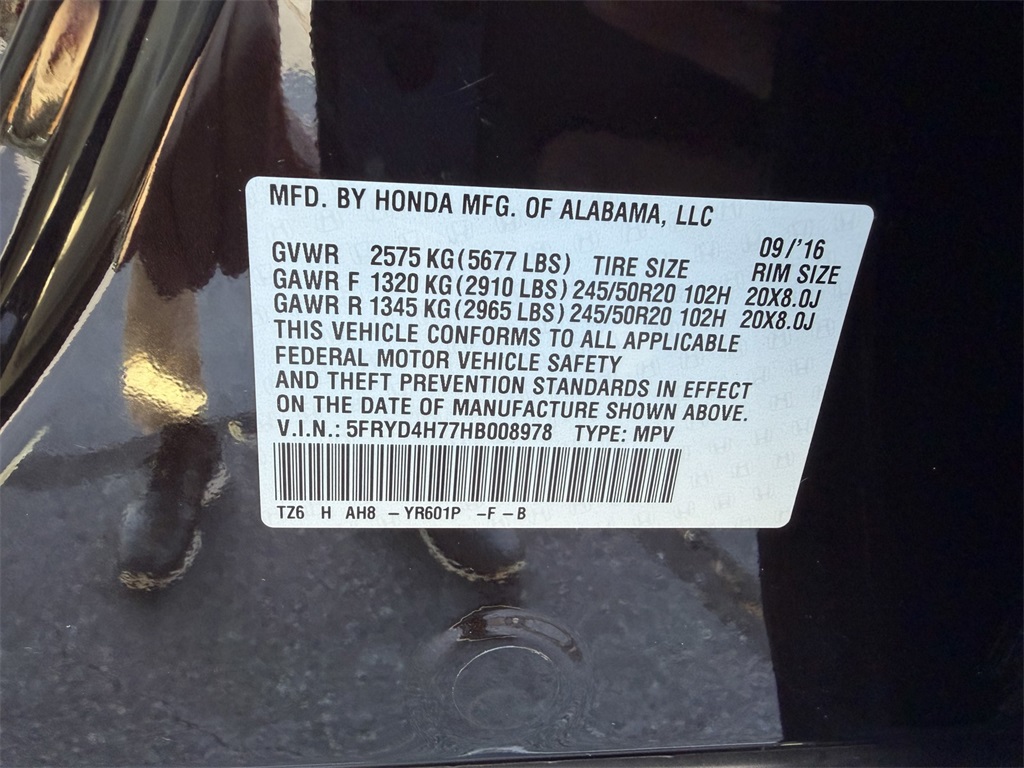 MFD. BY HONDA MFG. OF ALABAMA, LLC
09/'16
GVWR 2575 KG (5677 LBS) TIRE SIZE RIM SIZE
GAWR F 1320 KG (2910 LBS) 245/50R20 102H 20X8.0J
GAWR R 1345 KG (2965 LBS) 245/50R20 102H 20X8.0J
THIS VEHICLE CONFORMS TO ALL APPLICABLE
FEDERAL MOTOR VEHICLE SAFETY
AND THEFT PREVENTION STANDARDS IN EFFECT
ON THE DATE OF MANUFACTURE SHOWN ABOVE.
V.I.N.: 5FRYD4H77HB008978 TYPE: MPV
TZ6 H AH8 – YR601P –F – B